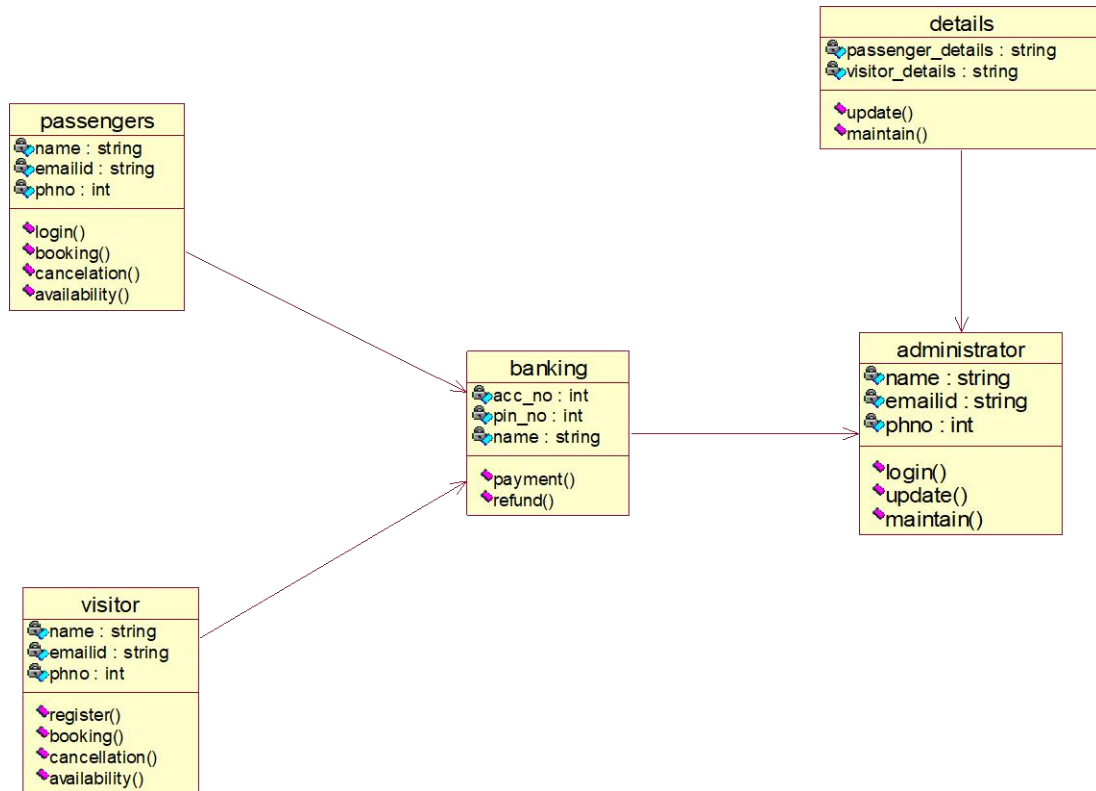 details
passenger_details : string
visitor_details : string
update()
maintain()
passengers
name : string
emailid : string
phno : int
login()
booking()
cancelation()
availability()
banking
acc_no : int
pin_no : int
name : string
payment()
refund()
administrator
name : string
emailid : string
phno : int
login()
update()
maintain()
visitor
name : string
emailid : string
phno : int
register()
booking()
cancellation()
availability()